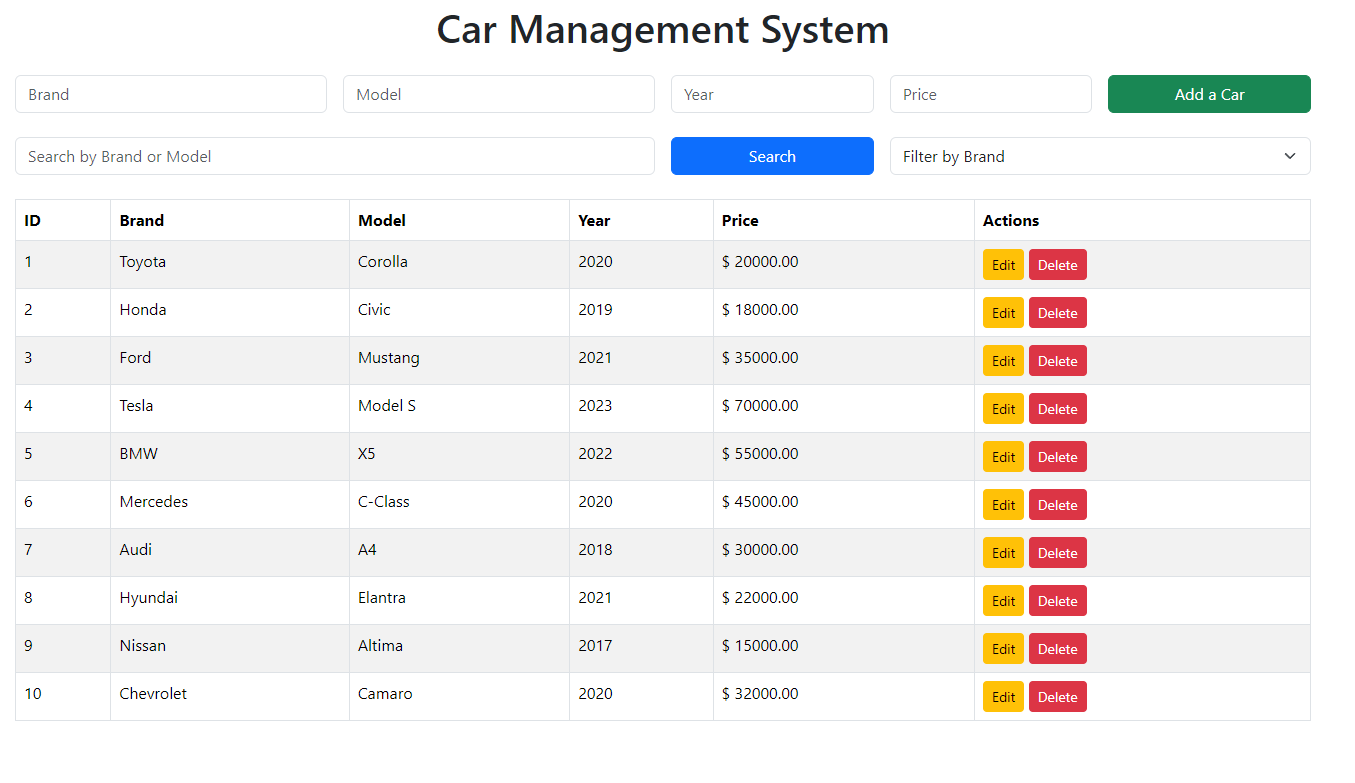 Car Management System
Brand Model Year Price Add a Car
Search by Brand or Model Search Filter by Brand
ID Brand Model Year Price Actions
1 Toyota Corolla 2020 $ 20000.00 Edit Delete
2 Honda Civic 2019 $ 18000.00 Edit Delete
3 Ford Mustang 2021 $ 35000.00 Edit Delete
4 Tesla Model S 2023 $ 70000.00 Edit Delete
5 BMW X5 2022 $ 55000.00 Edit Delete
6 Mercedes C-Class 2020 $ 45000.00 Edit Delete
7 Audi A4 2018 $ 30000.00 Edit Delete
8 Hyundai Elantra 2021 $ 22000.00 Edit Delete
9 Nissan Altima 2017 $ 15000.00 Edit Delete
10 Chevrolet Camaro 2020 $ 32000.00 Edit Delete